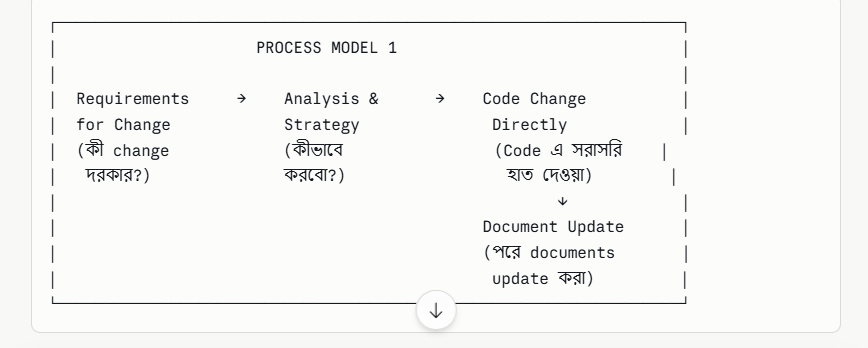 PROCESS MODEL 1
Requirements → Analysis & → Code Change
for Change Strategy Directly
(কী change (কীভাবে (Code এ সরাসরি
দরকার?) করবো?) হাত দেওয়া)
↓
Document Update
(পরে documents
update করা)